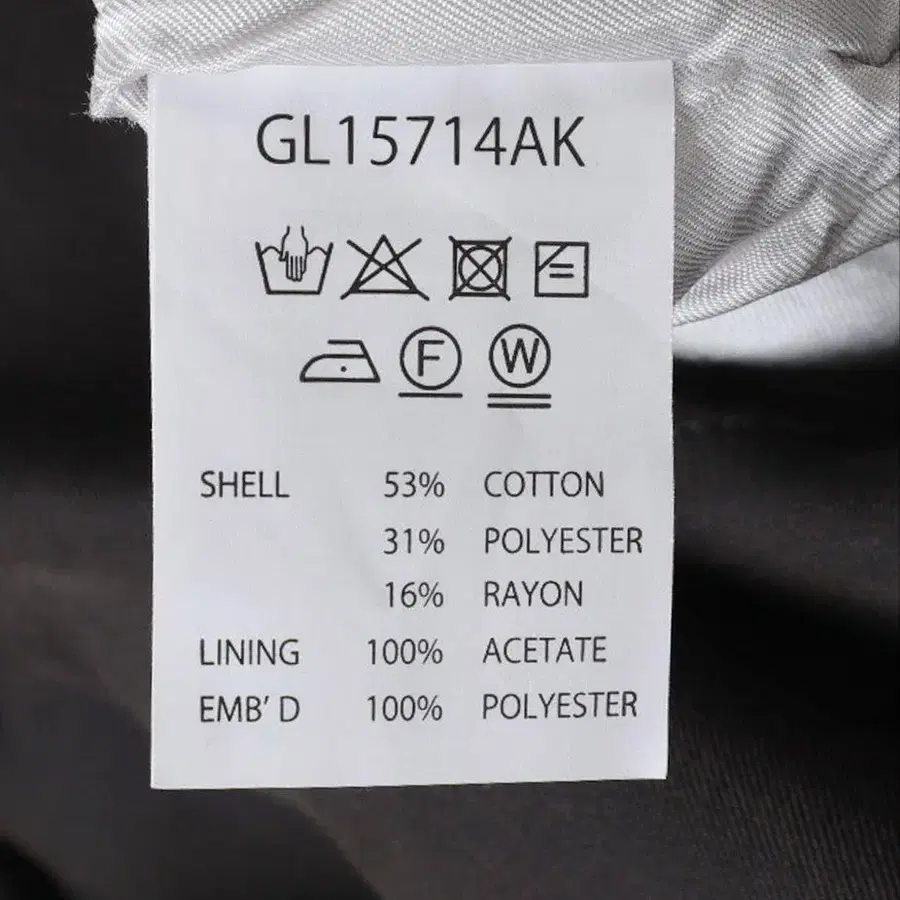 GL15714AK
F W
SHELL 53% COTTON
31% POLYESTER
16% RAYON
LINING 100% ACETATE
EMB' D 100% POLYESTER